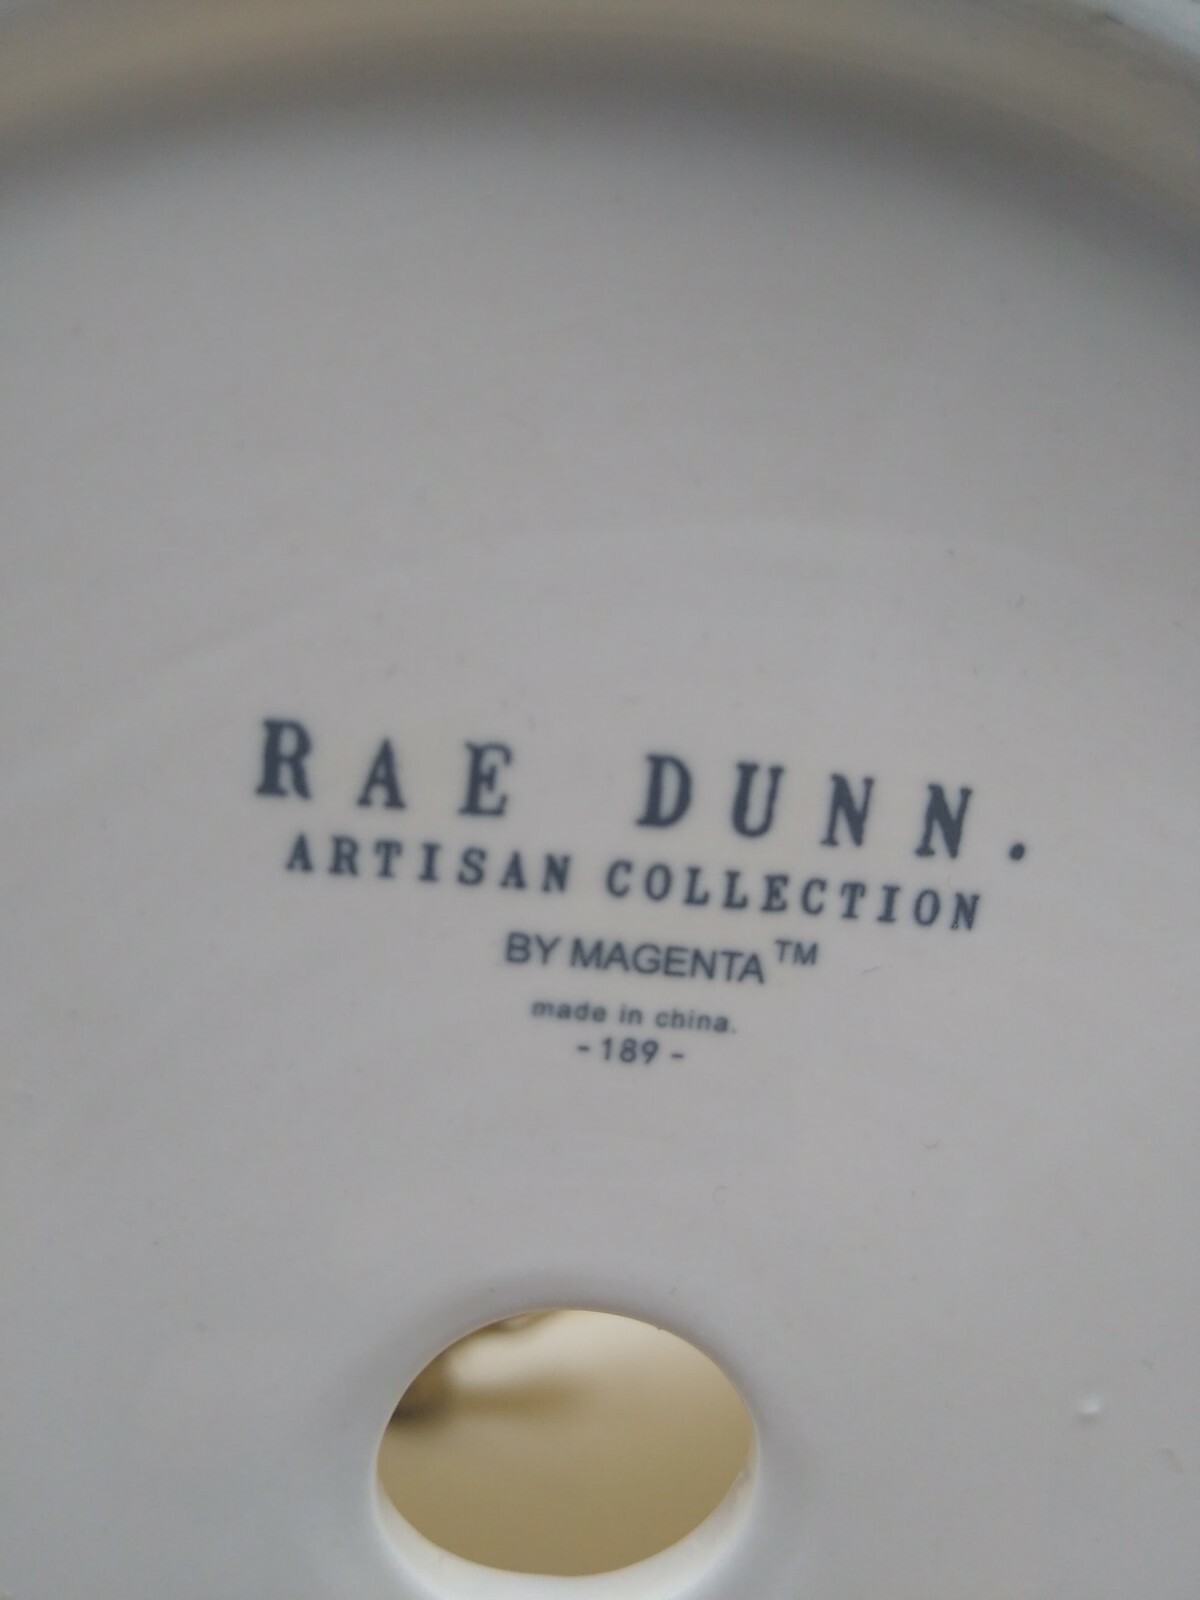 RAE DUNN.
ARTISAN COLLECTION
BY MAGENTA™
made in china.
-189-